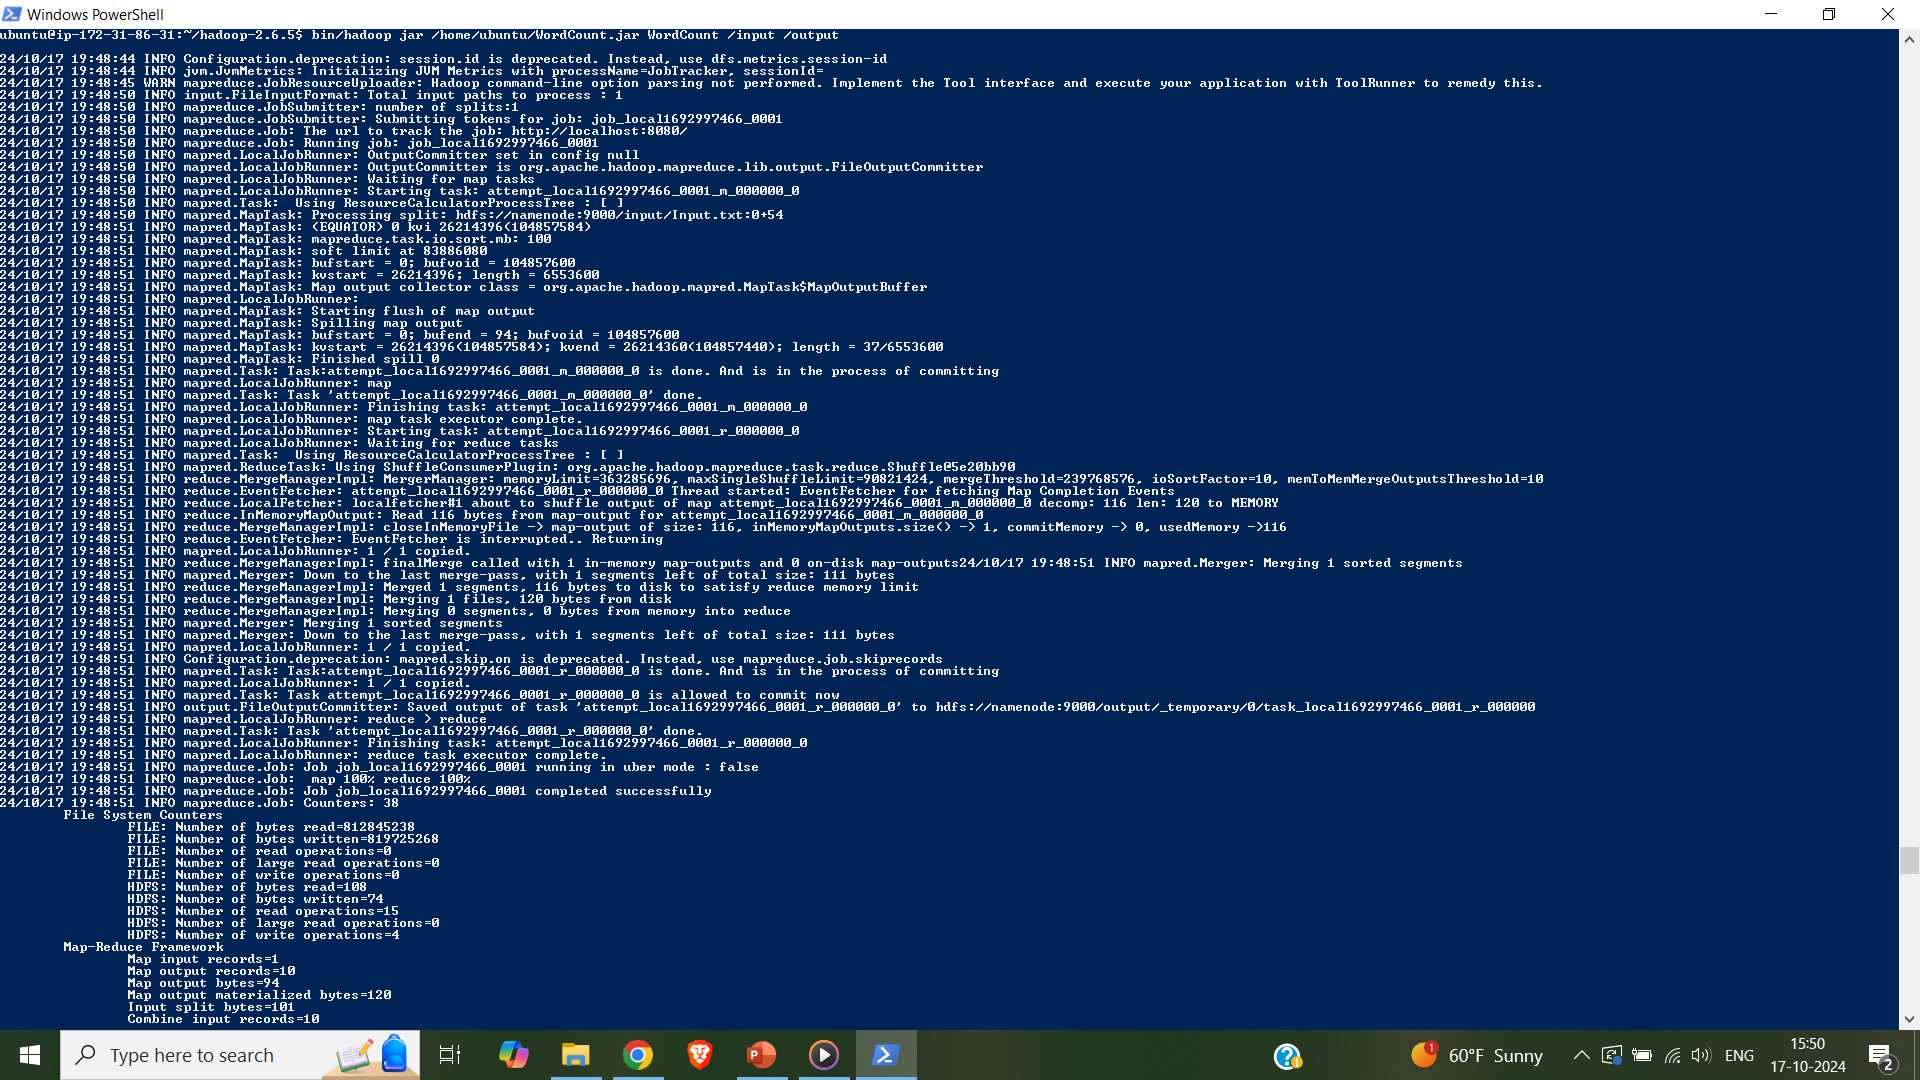 Windows PowerShell
ubuntu@ip-172-31-86-31:~/hadoop-2.6.5$ bin/hadoop jar /home/ubuntu/WordCount.jar WordCount /input /output
24/10/17 19:48:44 INFO Configuration.deprecation: session.id is deprecated. Instead, use dfs.metrics.session-id
24/10/17 19:48:44 INFO jvm.JvmMetrics: Initializing JVM Metrics with processName=JobTracker, sessionId=
24/10/17 19:48:45 WARN mapreduce.JobResourceUploader: Hadoop command-line option parsing not performed. Implement the Tool interface and execute your application with ToolRunner to remedy this.
24/10/17 19:48:50 INFO input.FileInputFormat: Total input paths to process : 1
24/10/17 19:48:50 INFO mapreduce.JobSubmitter: number of splits:1
24/10/17 19:48:50 INFO mapreduce.JobSubmitter: Submitting tokens for job: job_local1692997466_0001
24/10/17 19:48:50 INFO mapreduce.Job: The url to track the job: http://localhost:8080/
24/10/17 19:48:50 INFO mapreduce.Job: Running job: job_local1692997466_0001
24/10/17 19:48:50 INFO mapred.LocalJobRunner: OutputCommitter set in config null
24/10/17 19:48:50 INFO mapred.LocalJobRunner: OutputCommitter is org.apache.hadoop.mapreduce.lib.output.FileOutputCommitter
24/10/17 19:48:50 INFO mapred.LocalJobRunner: Waiting for map tasks
24/10/17 19:48:50 INFO mapred.LocalJobRunner: Starting task: attempt_local1692997466_0001_m_000000_0
24/10/17 19:48:50 INFO mapred.Task:  Using ResourceCalculatorProcessTree : [ ]
24/10/17 19:48:50 INFO mapred.MapTask: Processing split: hdfs://namenode:9000/input/Input.txt:0+54
24/10/17 19:48:51 INFO mapred.MapTask: (EQUATOR) 0 kvi 26214396(104857584)
24/10/17 19:48:51 INFO mapred.MapTask: mapreduce.task.io.sort.mb: 100
24/10/17 19:48:51 INFO mapred.MapTask: soft limit at 83886080
24/10/17 19:48:51 INFO mapred.MapTask: bufstart = 0; bufvoid = 104857600
24/10/17 19:48:51 INFO mapred.MapTask: kvstart = 26214396; length = 6553600
24/10/17 19:48:51 INFO mapred.MapTask: Map output collector class = org.apache.hadoop.mapred.MapTask$MapOutputBuffer
24/10/17 19:48:51 INFO mapred.LocalJobRunner:
24/10/17 19:48:51 INFO mapred.MapTask: Starting flush of map output
24/10/17 19:48:51 INFO mapred.MapTask: Spilling map output
24/10/17 19:48:51 INFO mapred.MapTask: bufstart = 0; bufend = 94; bufvoid = 104857600
24/10/17 19:48:51 INFO mapred.MapTask: kvstart = 26214396(104857584); kvend = 26214360(104857440); length = 37/6553600
24/10/17 19:48:51 INFO mapred.MapTask: Finished spill 0
24/10/17 19:48:51 INFO mapred.Task: Task:attempt_local1692997466_0001_m_000000_0 is done. And is in the process of committing
24/10/17 19:48:51 INFO mapred.LocalJobRunner: map
24/10/17 19:48:51 INFO mapred.Task: Task 'attempt_local1692997466_0001_m_000000_0' done.
24/10/17 19:48:51 INFO mapred.LocalJobRunner: Finishing task: attempt_local1692997466_0001_m_000000_0
24/10/17 19:48:51 INFO mapred.LocalJobRunner: map task executor complete.
24/10/17 19:48:51 INFO mapred.LocalJobRunner: Starting task: attempt_local1692997466_0001_r_000000_0
24/10/17 19:48:51 INFO mapred.LocalJobRunner: Waiting for reduce tasks
24/10/17 19:48:51 INFO mapred.Task:  Using ResourceCalculatorProcessTree : [ ]
24/10/17 19:48:51 INFO mapred.ReduceTask: Using ShuffleConsumerPlugin: org.apache.hadoop.mapreduce.task.reduce.Shuffle@5e20bb90
24/10/17 19:48:51 INFO reduce.MergeManagerImpl: MergerManager: memoryLimit=363285696, maxSingleShuffleLimit=90821424, mergeThreshold=239768576, ioSortFactor=10, memToMemMergeOutputsThreshold=10
24/10/17 19:48:51 INFO reduce.EventFetcher: attempt_local1692997466_0001_r_000000_0 Thread started: EventFetcher for fetching Map Completion Events
24/10/17 19:48:51 INFO reduce.LocalFetcher: localfetcher#1 about to shuffle output of map attempt_local1692997466_0001_m_000000_0 decomp: 116 len: 120 to MEMORY
24/10/17 19:48:51 INFO reduce.InMemoryMapOutput: Read 116 bytes from map-output for attempt_local1692997466_0001_m_000000_0
24/10/17 19:48:51 INFO reduce.MergeManagerImpl: closeInMemoryFile -> map-output of size: 116, inMemoryMapOutputs.size() -> 1, commitMemory -> 0, usedMemory ->116
24/10/17 19:48:51 INFO reduce.EventFetcher: EventFetcher is interrupted.. Returning
24/10/17 19:48:51 INFO mapred.LocalJobRunner: 1 / 1 copied.
24/10/17 19:48:51 INFO reduce.MergeManagerImpl: finalMerge called with 1 in-memory map-outputs and 0 on-disk map-outputs24/10/17 19:48:51 INFO mapred.Merger: Merging 1 sorted segments
24/10/17 19:48:51 INFO mapred.Merger: Down to the last merge-pass, with 1 segments left of total size: 111 bytes
24/10/17 19:48:51 INFO reduce.MergeManagerImpl: Merged 1 segments, 116 bytes to disk to satisfy reduce memory limit
24/10/17 19:48:51 INFO reduce.MergeManagerImpl: Merging 1 files, 120 bytes from disk
24/10/17 19:48:51 INFO reduce.MergeManagerImpl: Merging 0 segments, 0 bytes from memory into reduce
24/10/17 19:48:51 INFO mapred.Merger: Merging 1 sorted segments
24/10/17 19:48:51 INFO mapred.Merger: Down to the last merge-pass, with 1 segments left of total size: 111 bytes
24/10/17 19:48:51 INFO mapred.LocalJobRunner: 1 / 1 copied.
24/10/17 19:48:51 INFO Configuration.deprecation: mapred.skip.on is deprecated. Instead, use mapreduce.job.skiprecords
24/10/17 19:48:51 INFO mapred.Task: Task:attempt_local1692997466_0001_r_000000_0 is done. And is in the process of committing
24/10/17 19:48:51 INFO mapred.LocalJobRunner: 1 / 1 copied.
24/10/17 19:48:51 INFO mapred.Task: Task attempt_local1692997466_0001_r_000000_0 is allowed to commit now
24/10/17 19:48:51 INFO output.FileOutputCommitter: Saved output of task 'attempt_local1692997466_0001_r_000000_0' to hdfs://namenode:9000/output/_temporary/0/task_local1692997466_0001_r_000000
24/10/17 19:48:51 INFO mapred.LocalJobRunner: reduce > reduce
24/10/17 19:48:51 INFO mapred.Task: Task 'attempt_local1692997466_0001_r_000000_0' done.
24/10/17 19:48:51 INFO mapred.LocalJobRunner: Finishing task: attempt_local1692997466_0001_r_000000_0
24/10/17 19:48:51 INFO mapred.LocalJobRunner: reduce task executor complete.
24/10/17 19:48:51 INFO mapreduce.Job: Job job_local1692997466_0001 running in uber mode : false
24/10/17 19:48:51 INFO mapreduce.Job:  map 100% reduce 100%
24/10/17 19:48:51 INFO mapreduce.Job: Job job_local1692997466_0001 completed successfully
24/10/17 19:48:51 INFO mapreduce.Job: Counters: 38
File System Counters
FILE: Number of bytes read=812845238
FILE: Number of bytes written=819725268
FILE: Number of read operations=0
FILE: Number of large read operations=0
FILE: Number of write operations=0
HDFS: Number of bytes read=108
HDFS: Number of bytes written=74
HDFS: Number of read operations=15
HDFS: Number of large read operations=0
HDFS: Number of write operations=4
Map-Reduce Framework
Map input records=1
Map output records=10
Map output bytes=94
Map output materialized bytes=120
Input split bytes=101
Combine input records=10
Type here to search
1
60°F Sunny
ENG
15:50
17-10-2024
2